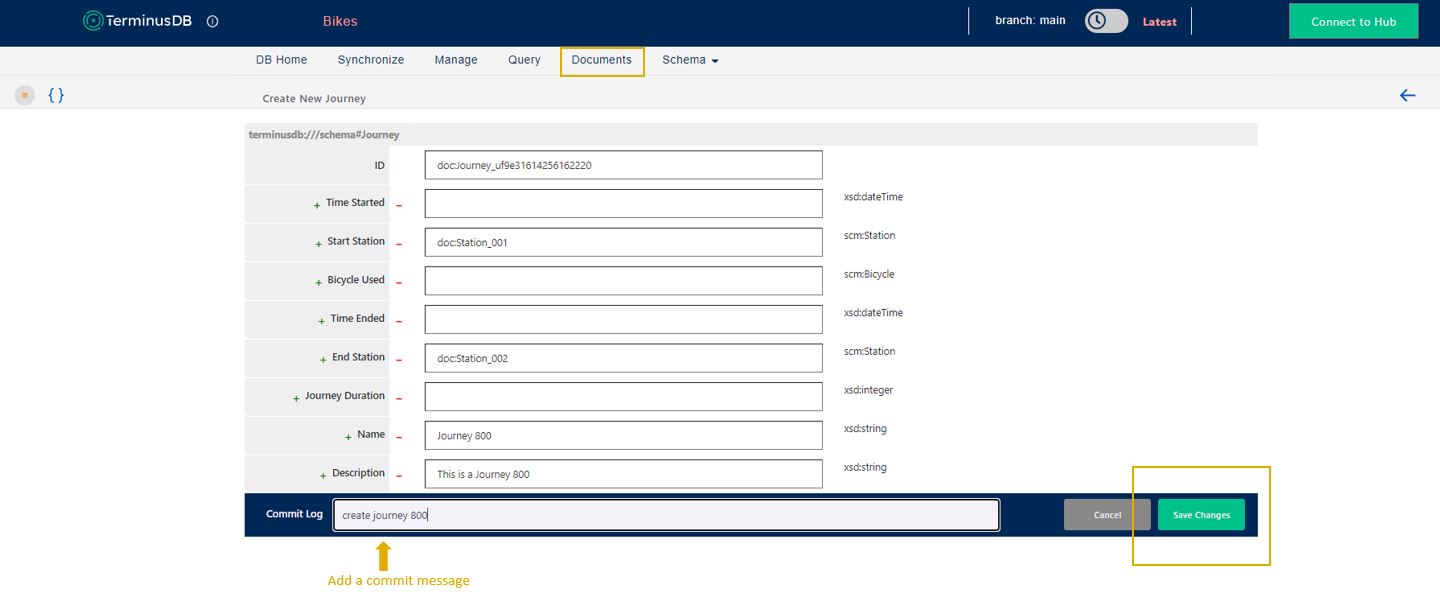 TerminusDB Bikes branch: main Latest Connect to Hub
DB Home Synchronize Manage Query Documents Schema
{ } Create New Journey
terminusdb:///schema#Journey
ID doc:Journey_uf9e31614256162220
+ Time Started - xsd:dateTime
+ Start Station - doc:Station_001 scm:Station
+ Bicycle Used - scm:Bicycle
+ Time Ended - xsd:dateTime
+ End Station - doc:Station_002 scm:Station
+ Journey Duration - xsd:integer
+ Name - Journey 800 xsd:string
+ Description - This is a Journey 800 xsd:string
Commit Log create journey 800 Cancel Save Changes
Add a commit message